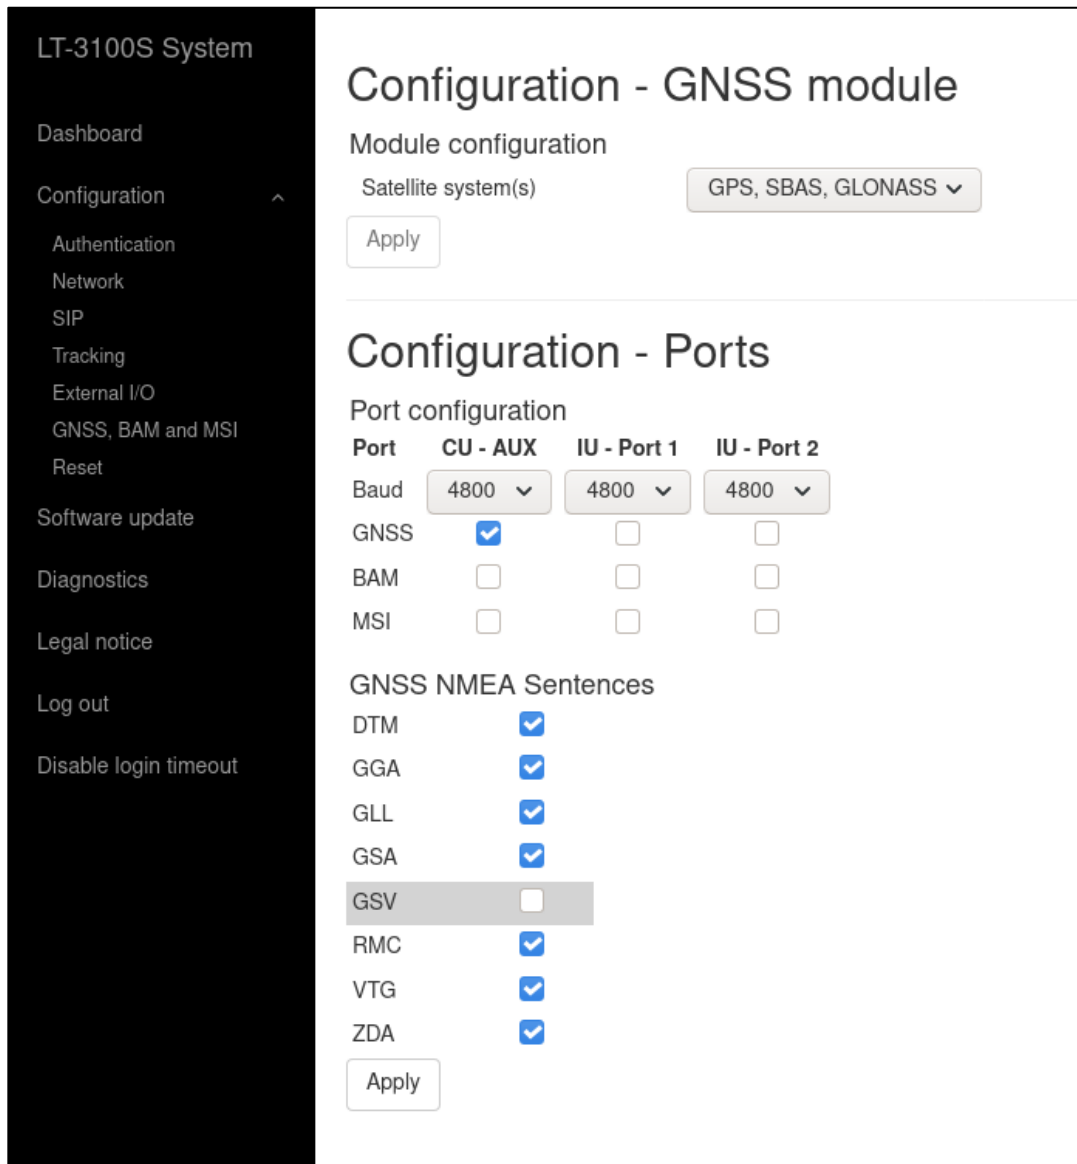 LT-3100S System
Dashboard
Configuration
Authentication
Network
SIP
Tracking
External I/O
GNSS, BAM and MSI
Reset
Software update
Diagnostics
Legal notice
Log out
Disable login timeout
Configuration - GNSS module
Module configuration
Satellite system(s) GPS, SBAS, GLONASS
Apply
Configuration - Ports
Port configuration
Port CU - AUX IU - Port 1 IU - Port 2
Baud 4800 4800 4800
GNSS
BAM
MSI
GNSS NMEA Sentences
DTM
GGA
GLL
GSA
GSV
RMC
VTG
ZDA
Apply